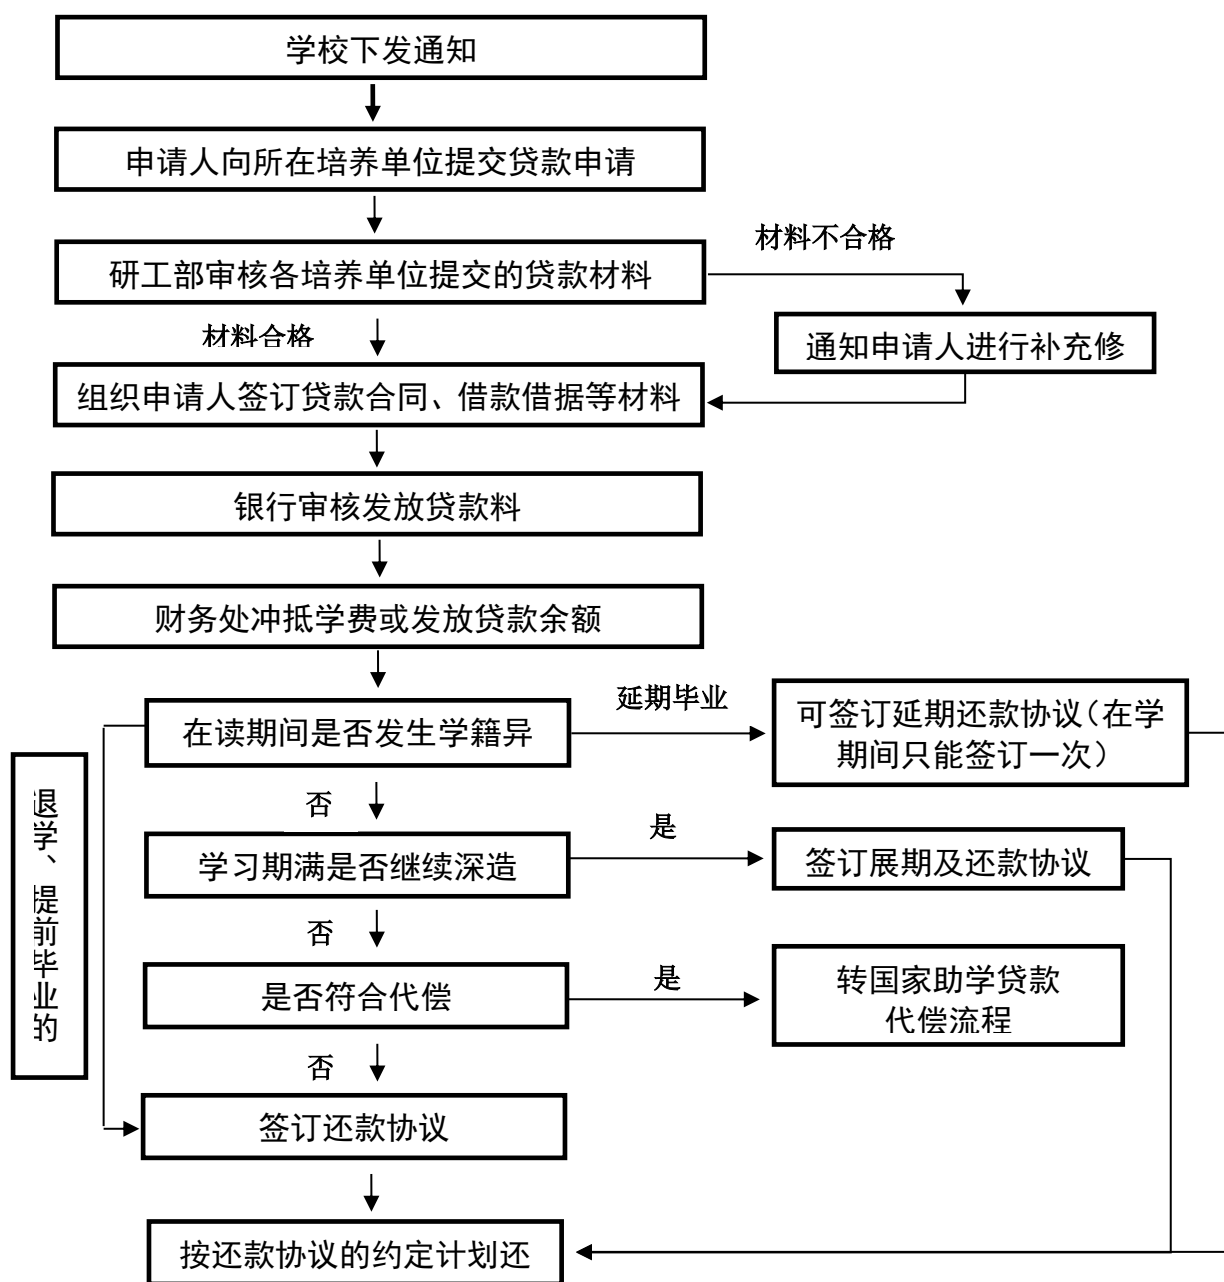 学校下发通知
申请人向所在培养单位提交贷款申请
材料不合格
研工部审核各培养单位提交的贷款材料
材料合格
通知申请人进行补充修
组织申请人签订贷款合同、借款借据等材料
银行审核发放贷款料
财务处冲抵学费或发放贷款余额
延期毕业
在读期间是否发生学籍异
可签订延期还款协议（在学
期间只能签订一次）
退学、提前毕业的
否
是
学习期满是否继续深造
签订展期及还款协议
否
是否符合代偿
是
转国家助学贷款
代偿流程
否
签订还款协议
按还款协议的约定计划还